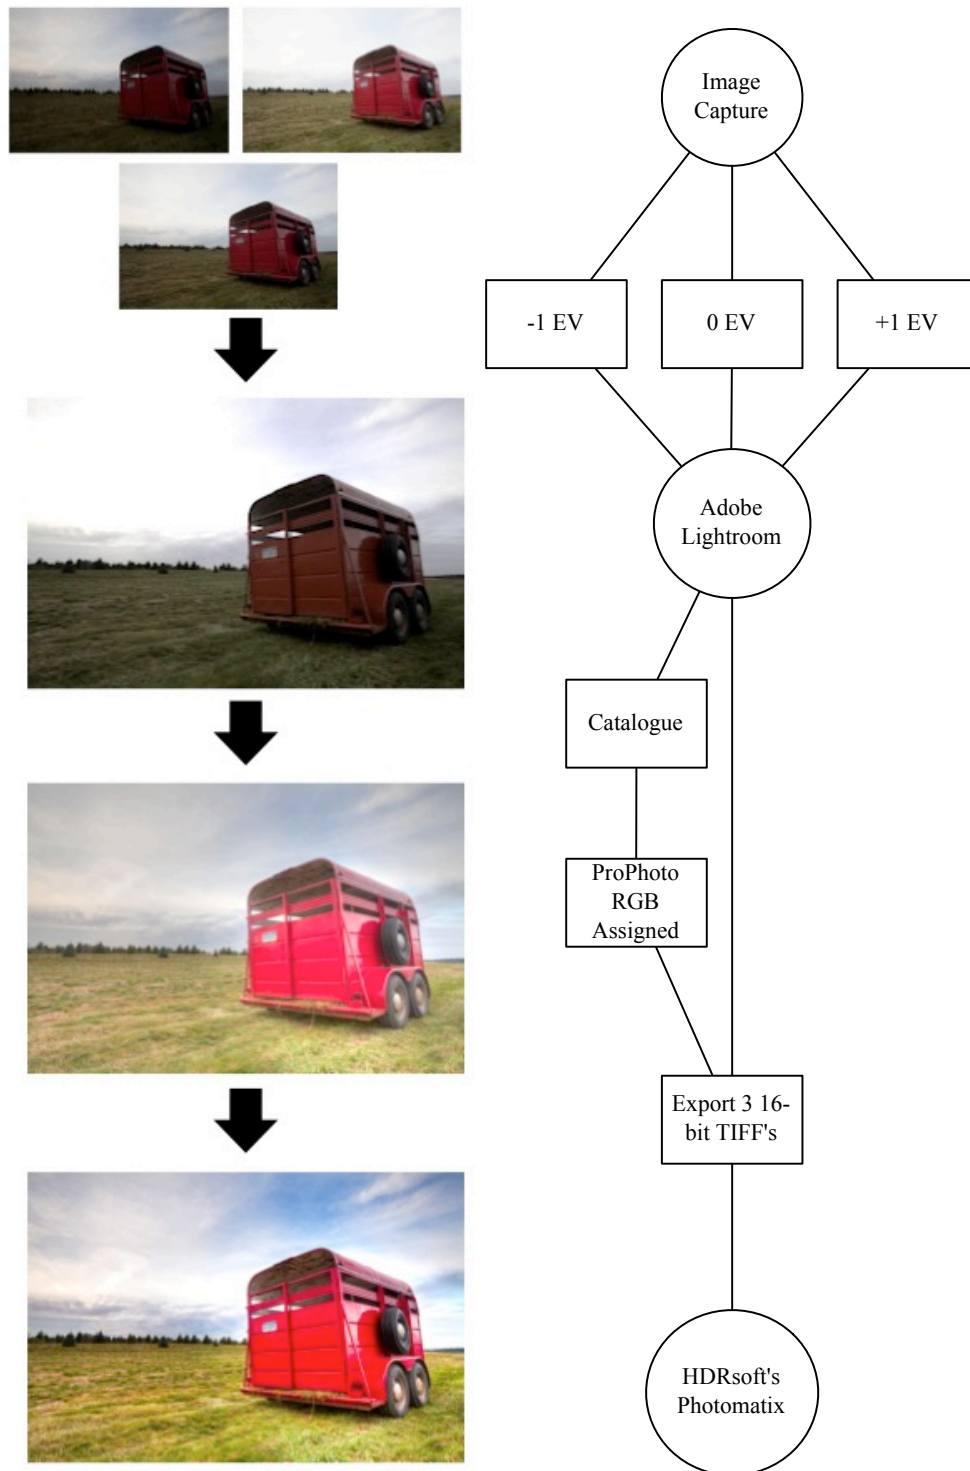 Image
Capture
-1 EV
0 EV
+1 EV
Adobe
Lightroom
Catalogue
ProPhoto
RGB
Assigned
Export 3 16-
bit TIFF's
HDRsoft's
Photomatix